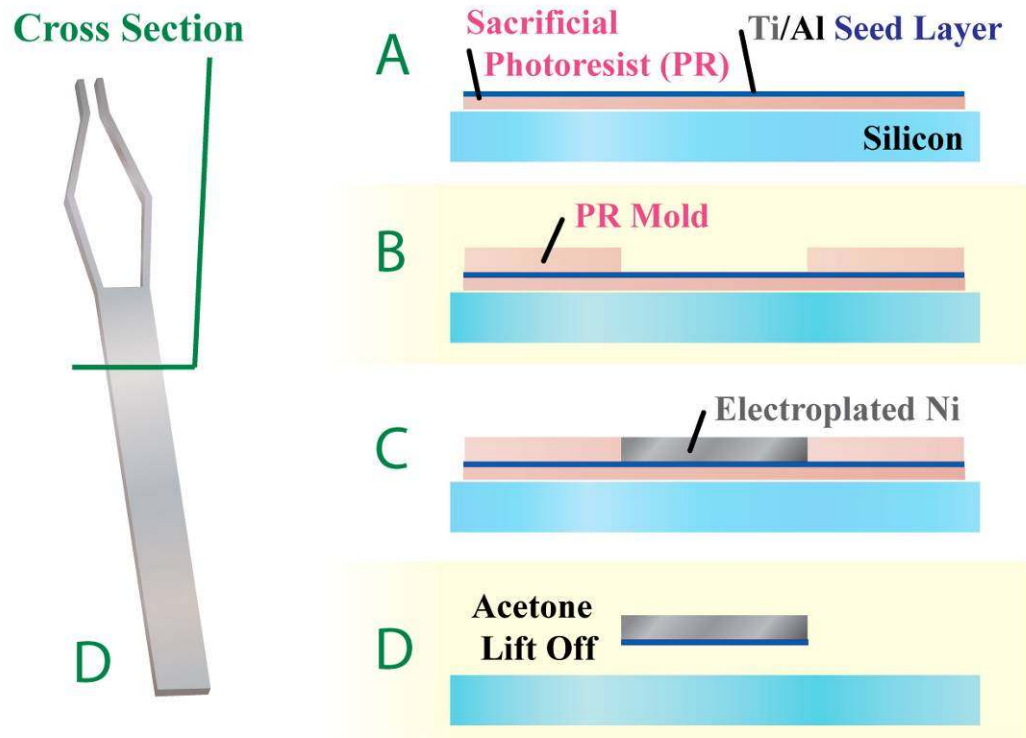 Cross Section
D
A
Sacrificial
Photoresist (PR)
Ti/Al Seed Layer
Silicon
B
PR Mold
C
Electroplated Ni
D
Acetone
Lift Off